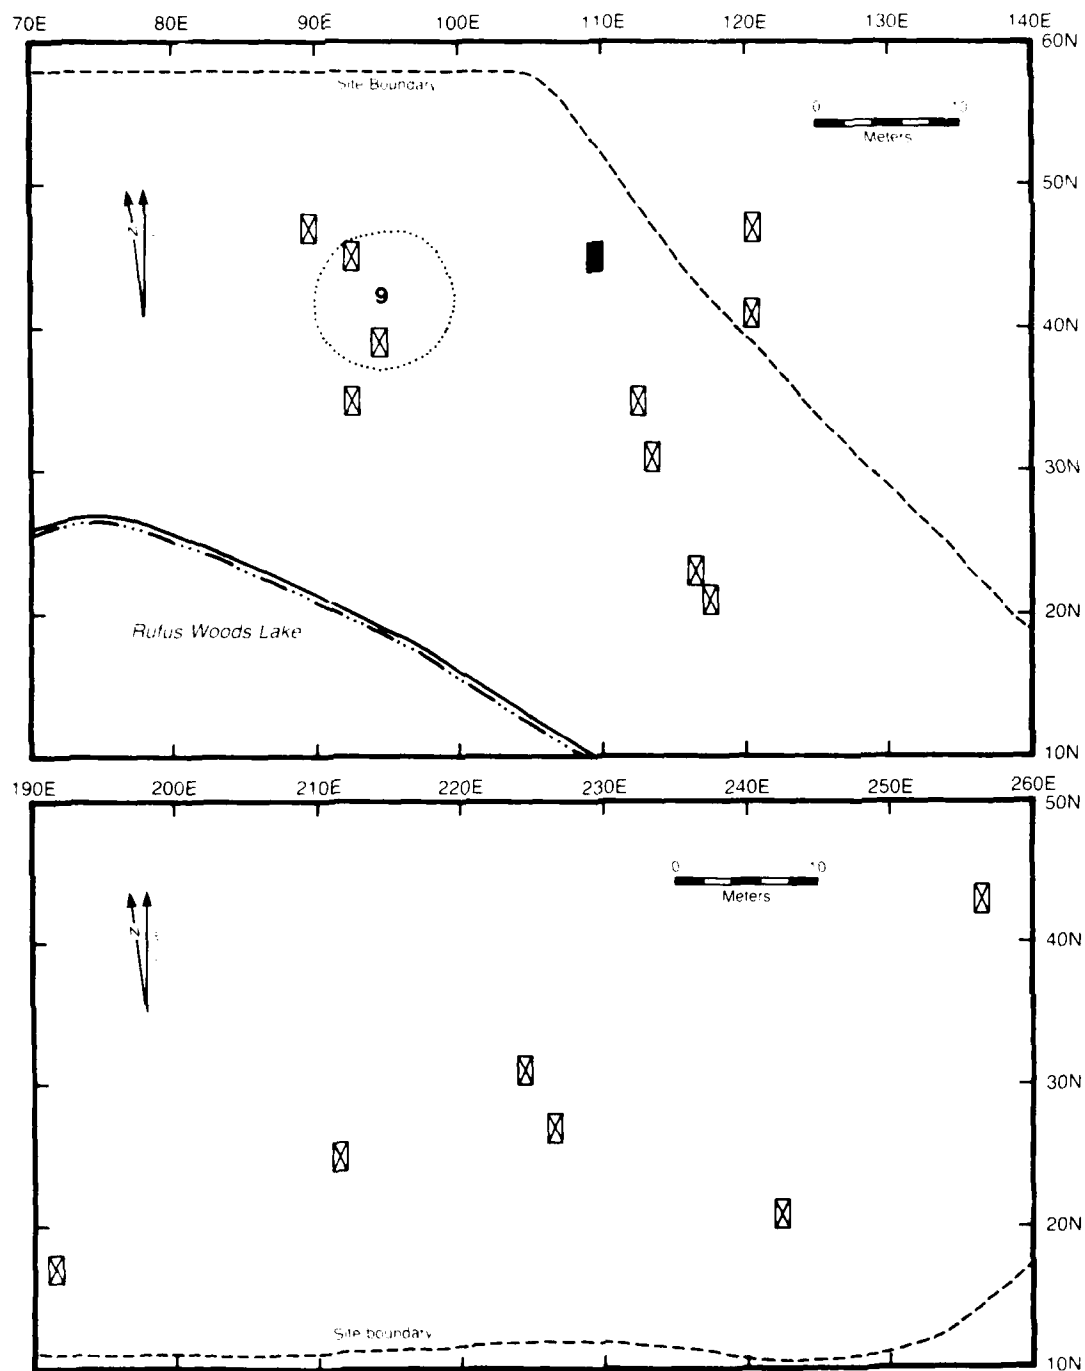 70E 80E 90E 100E 110E 120E 130E 140E
60N
Site Boundary
0 10
Meters
50N
Z
9
40N
30N
20N
Rufus Woods Lake
10N
190E 200E 210E 220E 230E 240E 250E 260E
50N
0 10
Meters
Z
40N
30N
20N
Site boundary
10N